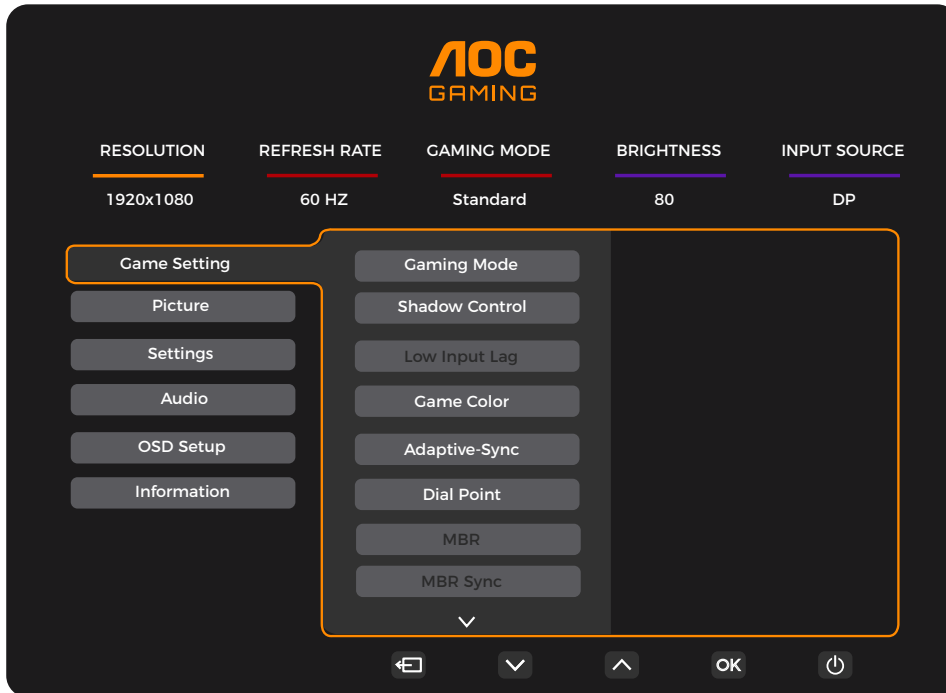 AOC
GAMING
RESOLUTION REFRESH RATE GAMING MODE BRIGHTNESS INPUT SOURCE
1920x1080 60 HZ Standard 80 DP
Game Setting
Picture
Settings
Audio
OSD Setup
Information
Gaming Mode
Shadow Control
Low Input Lag
Game Color
Adaptive-Sync
Dial Point
MBR
MBR Sync
OK